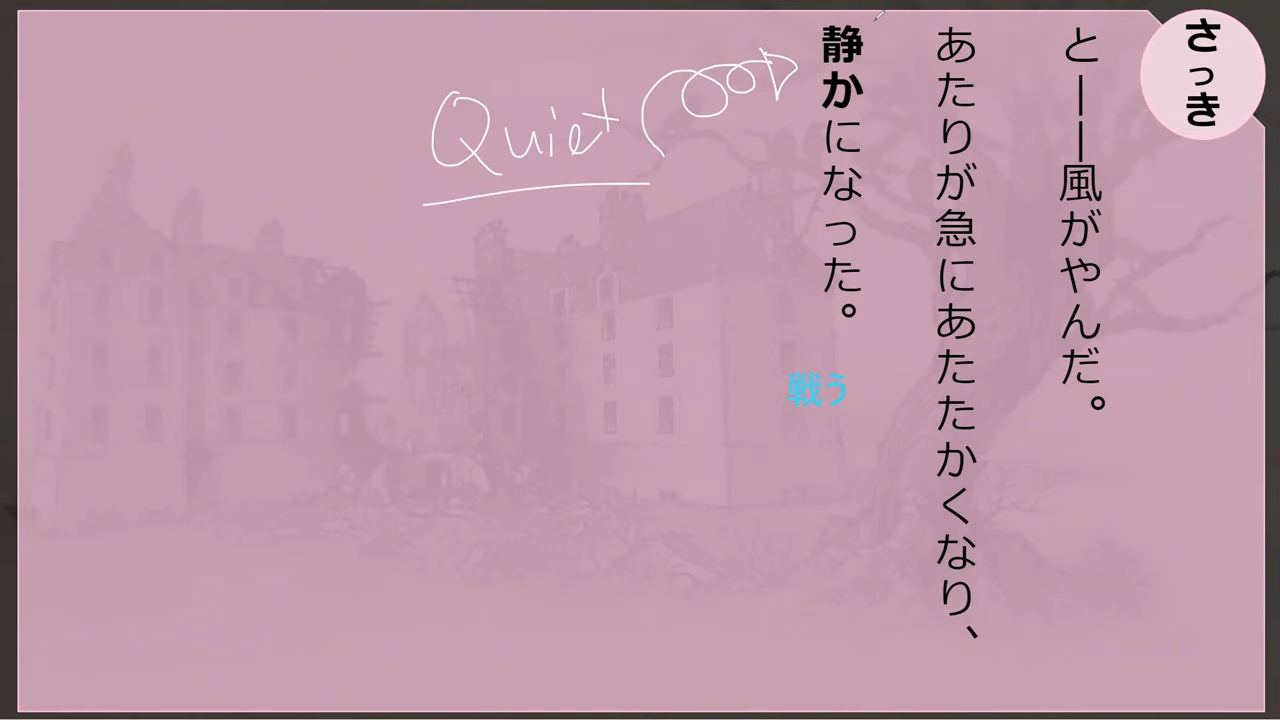 さっき
と――風がやんだ。
あたりが急にあたたかくなり、
静かになった。
戦う
Quiet